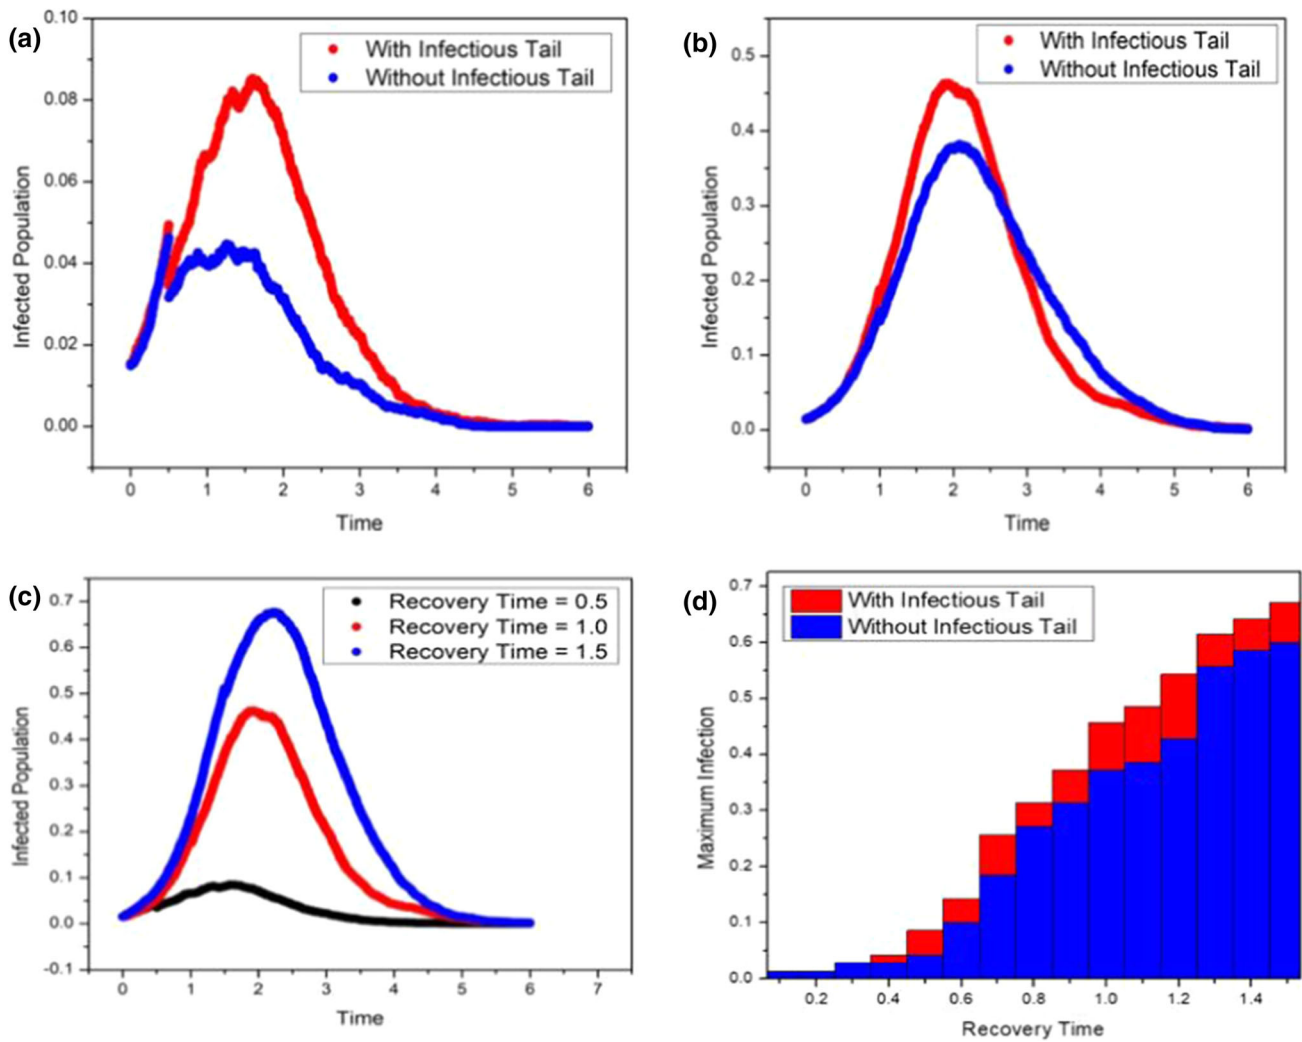 (a)
With Infectious Tail
Without Infectious Tail
0.10
0.08
0.06
0.04
0.02
0.00
Infected Population
0 1 2 3 4 5 6
Time
(b)
With Infectious Tail
Without Infectious Tail
0.5
0.4
0.3
0.2
0.1
0.0
Infected Population
0 1 2 3 4 5 6
Time
(c)
Recovery Time = 0.5
Recovery Time = 1.0
Recovery Time = 1.5
0.7
0.6
0.5
0.4
0.3
0.2
0.1
0.0
-0.1
Infected Population
0 1 2 3 4 5 6 7
Time
(d)
With Infectious Tail
Without Infectious Tail
0.7
0.6
0.5
0.4
0.3
0.2
0.1
0.0
Maximum Infection
0.2 0.4 0.6 0.8 1.0 1.2 1.4
Recovery Time